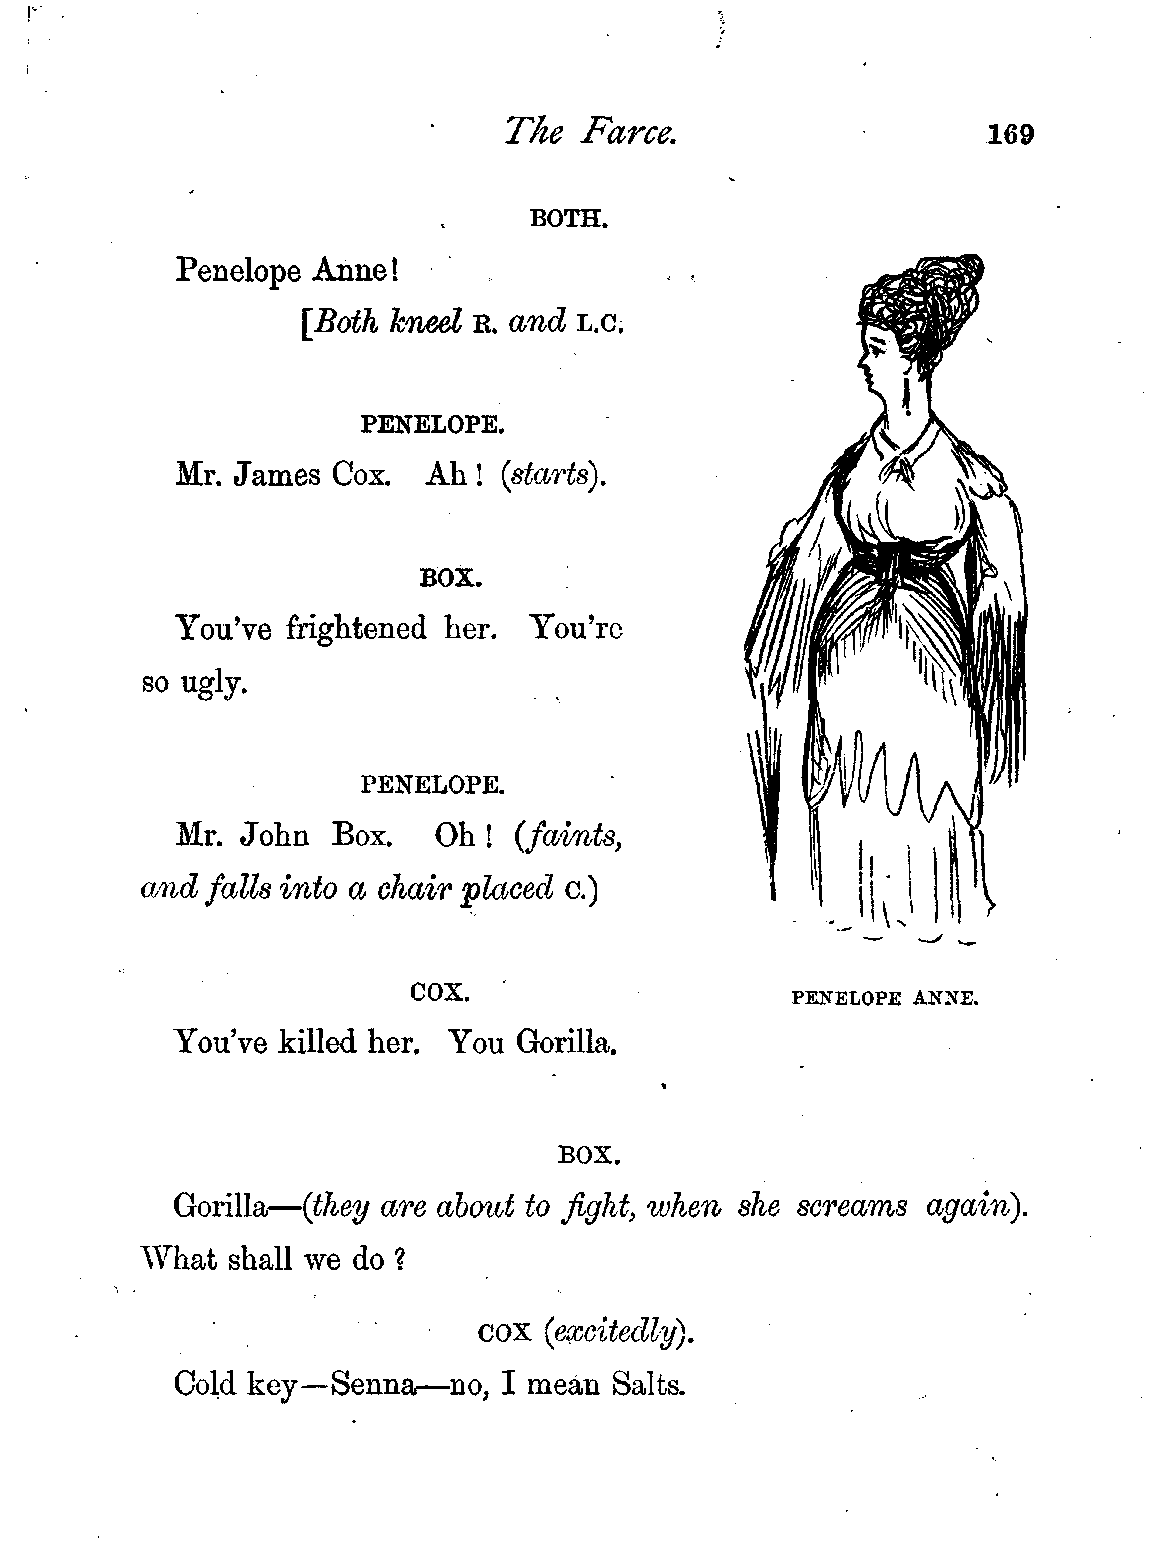 The Farce.
169
BOTH.
Penelope Anne!
[Both kneel R. and L.C.
PENELOPE.
Mr. James Cox. Ah! (starts).
BOX.
You've frightened her. You're
so ugly.
PENELOPE.
Mr. John Box. Oh! (faints,
and falls into a chair placed C.)
COX.
You've killed her. You Gorilla.
PENELOPE ANNE.
BOX.
Gorilla—(they are about to fight, when she screams again).
What shall we do?
COX (excitedly).
Cold key—Senna—no, I mean Salts.